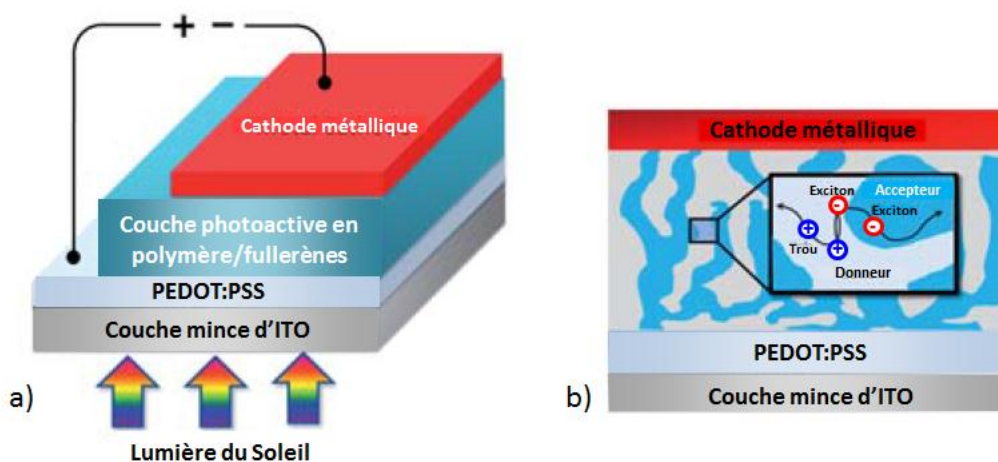 + −
Cathode métallique
Couche photoactive en
polymère/fullerènes
PEDOT:PSS
Couche mince d'ITO
a)
Lumière du Soleil
Cathode métallique
Exciton
Accepteur
Exciton
Trou
Donneur
PEDOT:PSS
Couche mince d'ITO
b)